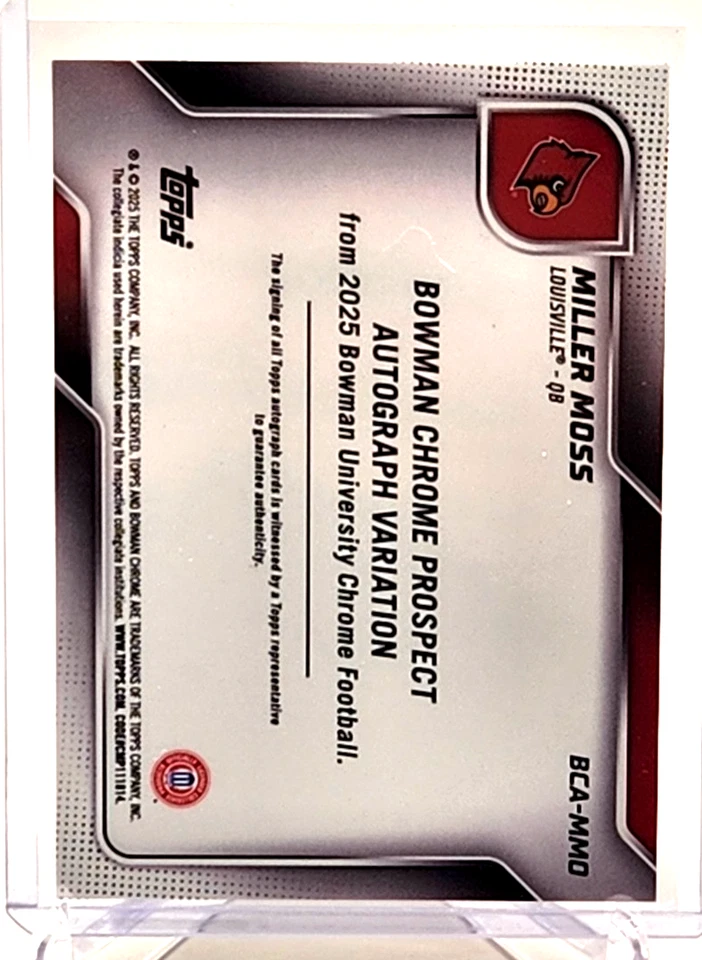 MILLER MOSS
LOUISVILLE® - QB
BCA-MMO
BOWMAN CHROME PROSPECT
AUTOGRAPH VARIATION
from 2025 Bowman University Chrome Football.
The signing of all Topps autograph cards is witnessed by a Topps representative
to guarantee authenticity.
topps
® & © 2025 THE TOPPS COMPANY, INC. ALL RIGHTS RESERVED. TOPPS AND BOWMAN CHROME ARE TRADEMARKS OF THE TOPPS COMPANY, INC.
The collegiate indicia used herein are trademarks owned by the respective collegiate institutions. WWW.TOPPS.COM. CODE#CMP111814.